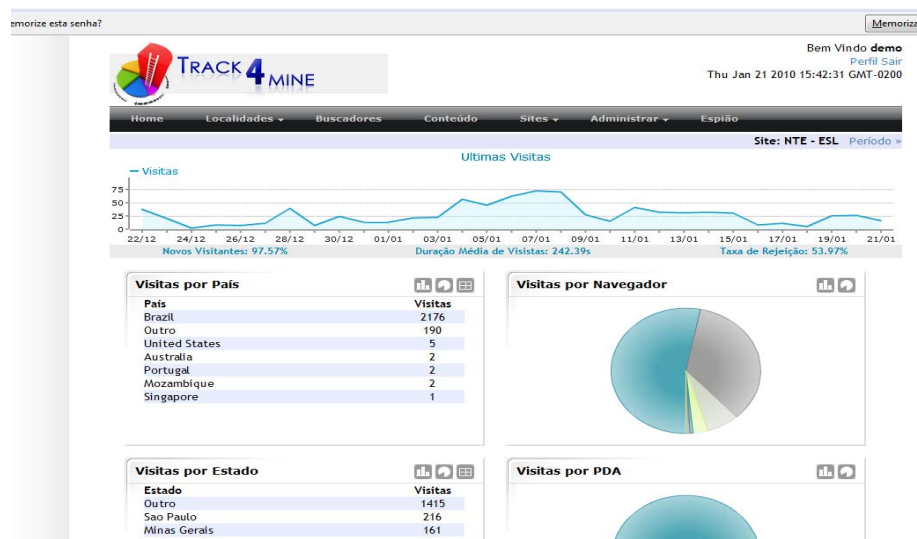 emorize esta senha?
Memoriza
Bem Vindo demo
Perfil Sair
Thu Jan 21 2010 15:42:31 GMT-0200
TRACK 4 MINE
Home Localidades Buscadores Conteúdo Sites Administrar Espião
Site: NTE - ESL Período »
Ultimas Visitas
Visitas
75
50
25
0
22/12 24/12 26/12 28/12 30/12 01/01 03/01 05/01 07/01 09/01 11/01 13/01 15/01 17/01 19/01 21/01
Novos Visitantes: 97.57% Duração Média de Visistas: 242.39s Taxa de Rejeição: 53.97%
Visitas por País
País Visitas
Brazil 2176
Outro 190
United States 5
Australia 2
Portugal 2
Mozambique 2
Singapore 1
Visitas por Navegador
Visitas por Estado
Estado Visitas
Outro 1415
Sao Paulo 216
Minas Gerais 161
Visitas por PDA